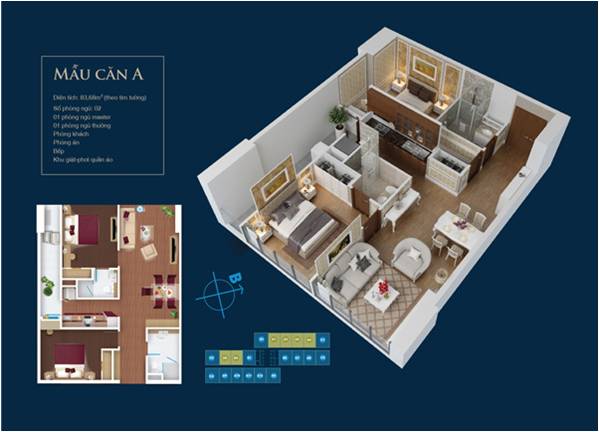 MẪU CĂN A
Diện tích: 83,68m² (theo tim tường)
Số phòng ngủ: 02
01 phòng ngủ master
01 phòng ngủ thường
Phòng khách
Phòng ăn
Bếp
Khu giặt-phơi quần áo
B